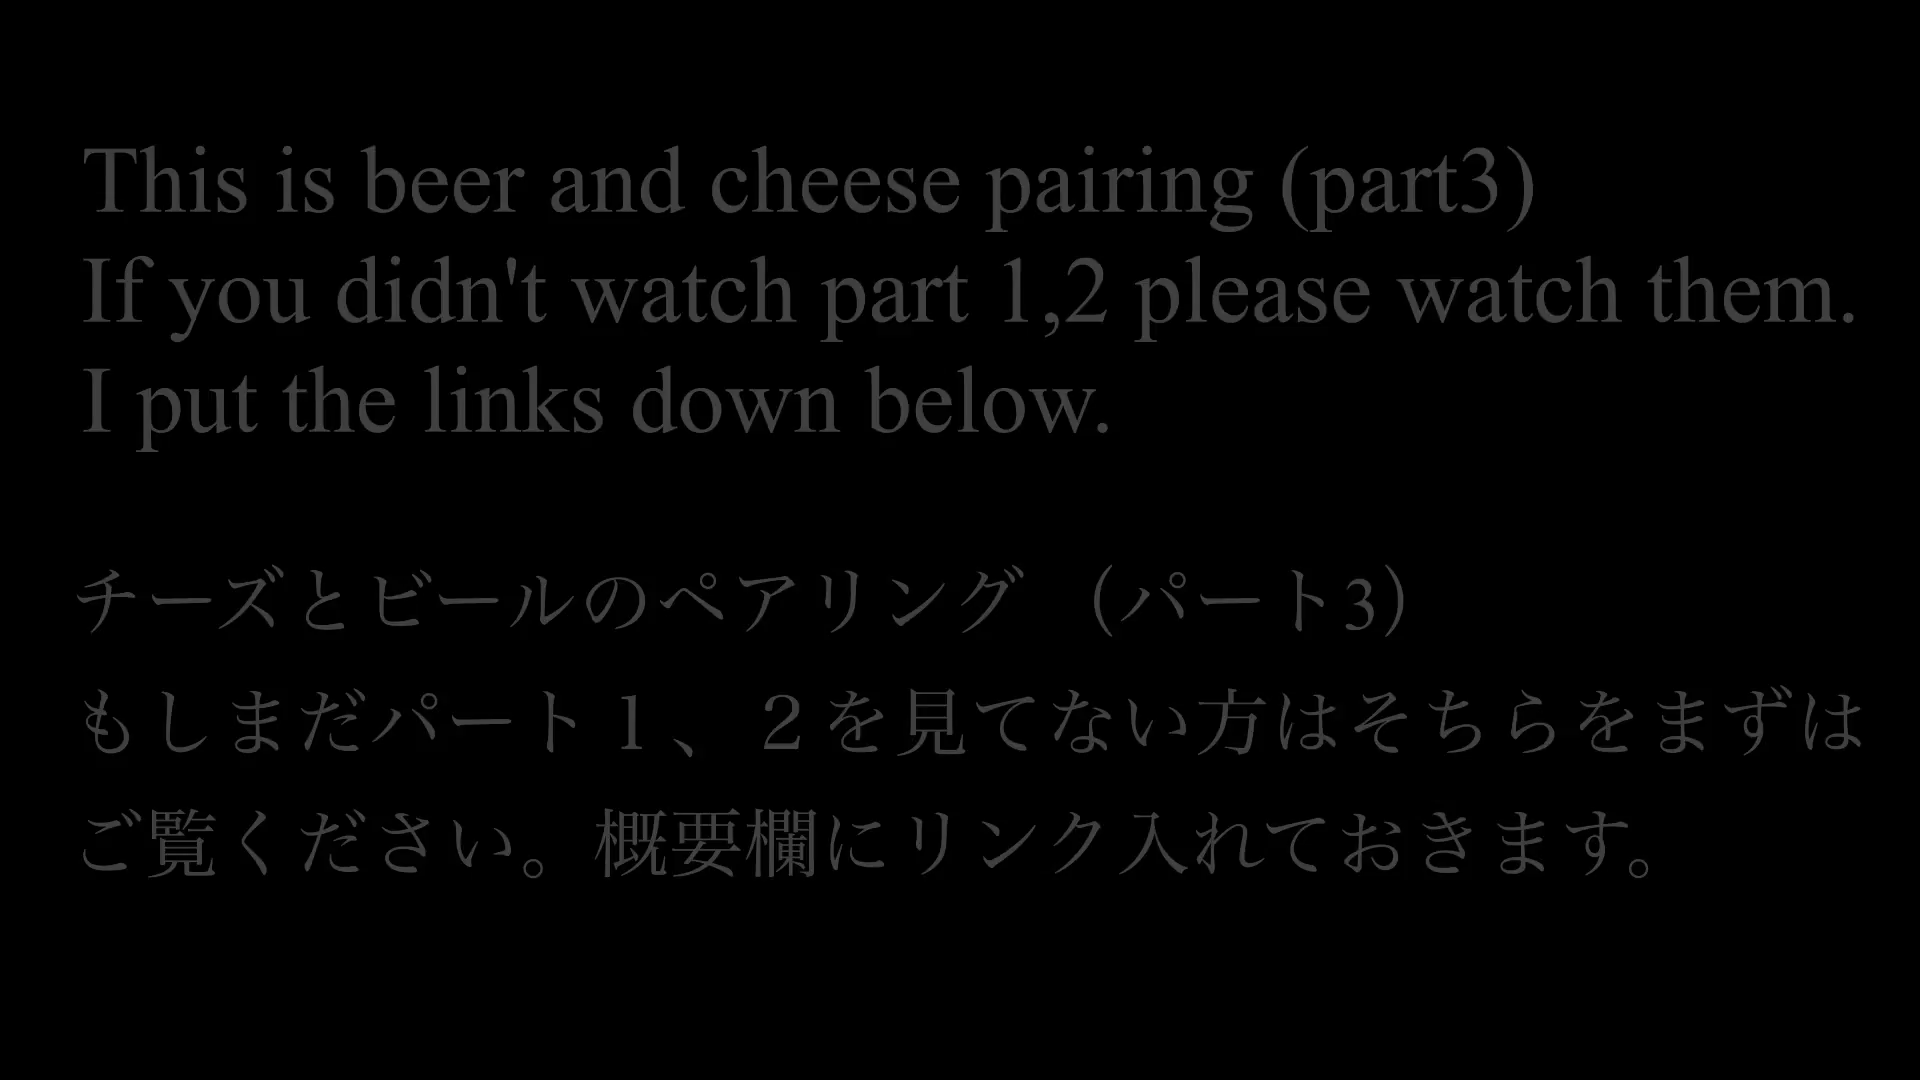 This is beer and cheese pairing (part3)
If you didn't watch part 1,2 please watch them.
I put the links down below.
チーズとビールのペアリング （パート3）
もしまだパート１、２を見てない方はそちらをまずは
ご覧ください。概要欄にリンク入れておきます。